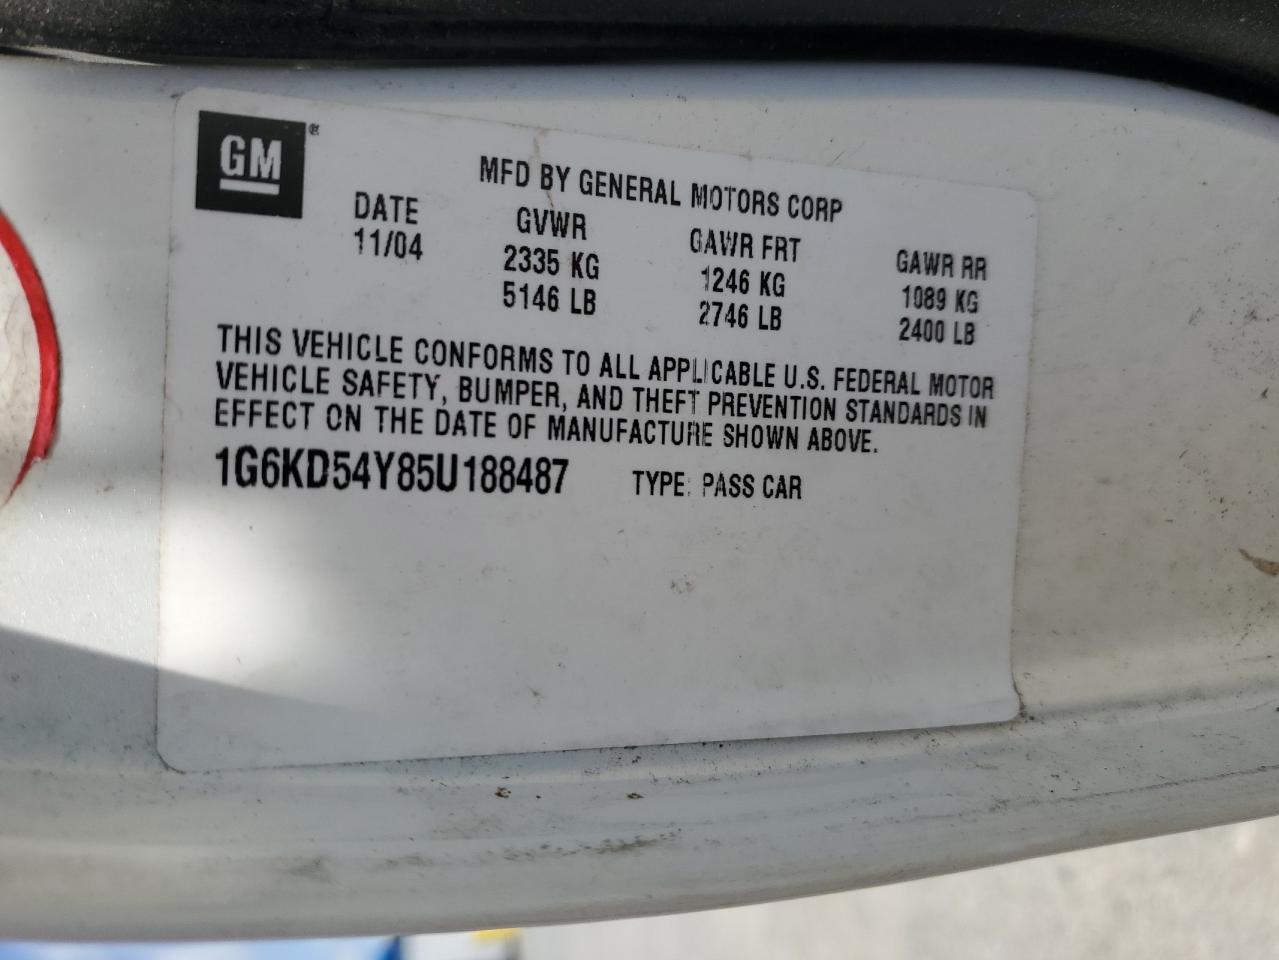 GM
MFD BY GENERAL MOTORS CORP
DATE GVWR GAWR FRT GAWR RR
11/04 2335 KG 1246 KG 1089 KG
5146 LB 2746 LB 2400 LB
THIS VEHICLE CONFORMS TO ALL APPLICABLE U.S. FEDERAL MOTOR
VEHICLE SAFETY, BUMPER, AND THEFT PREVENTION STANDARDS IN
EFFECT ON THE DATE OF MANUFACTURE SHOWN ABOVE.
1G6KD54Y85U188487 TYPE: PASS CAR